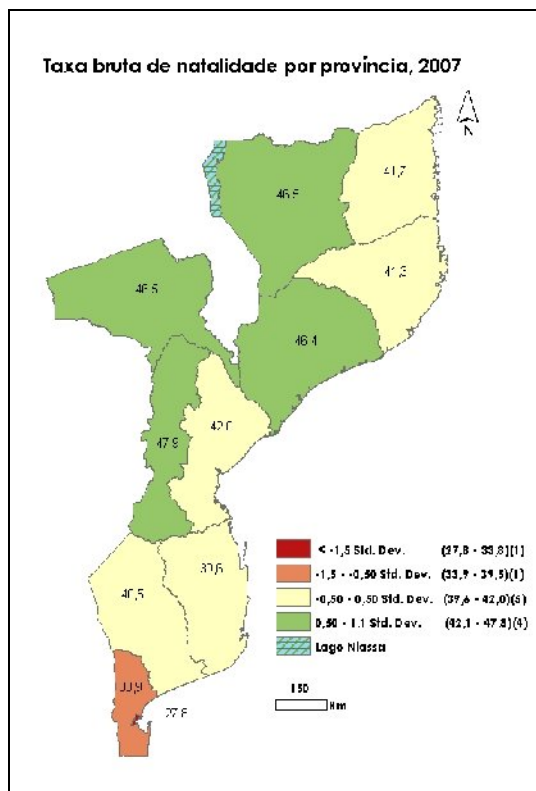 Taxa bruta de natalidade por província, 2007
N
41,7
46,5
41,3
46,5
46,4
42,0
47,9
39,6
40,5
33,9
27,8
< -1,5 Std. Dev. (27,8 - 33,8)(1)
-1,5 - -0,50 Std. Dev. (33,9 - 39,5)(1)
-0,50 - 0,50 Std. Dev. (39,6 - 42,0)(5)
0,50 - 1.1 Std. Dev. (42,1 - 47,8)(4)
Lago Niassa
150
Km